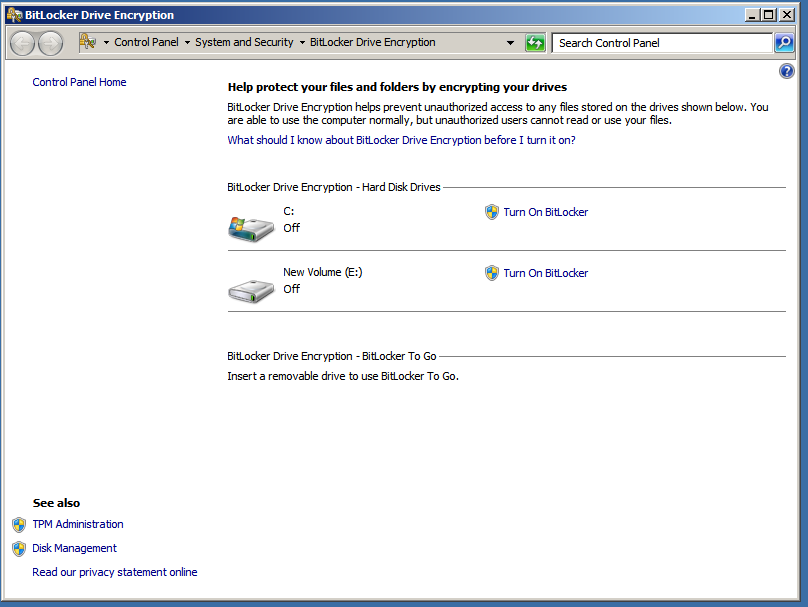 BitLocker Drive Encryption
Control Panel System and Security BitLocker Drive Encryption Search Control Panel
Control Panel Home
Help protect your files and folders by encrypting your drives
BitLocker Drive Encryption helps prevent unauthorized access to any files stored on the drives shown below. You
are able to use the computer normally, but unauthorized users cannot read or use your files.
What should I know about BitLocker Drive Encryption before I turn it on?
BitLocker Drive Encryption - Hard Disk Drives
C:
Off
Turn On BitLocker
New Volume (E:)
Off
Turn On BitLocker
BitLocker Drive Encryption - BitLocker To Go
Insert a removable drive to use BitLocker To Go.
See also
TPM Administration
Disk Management
Read our privacy statement online